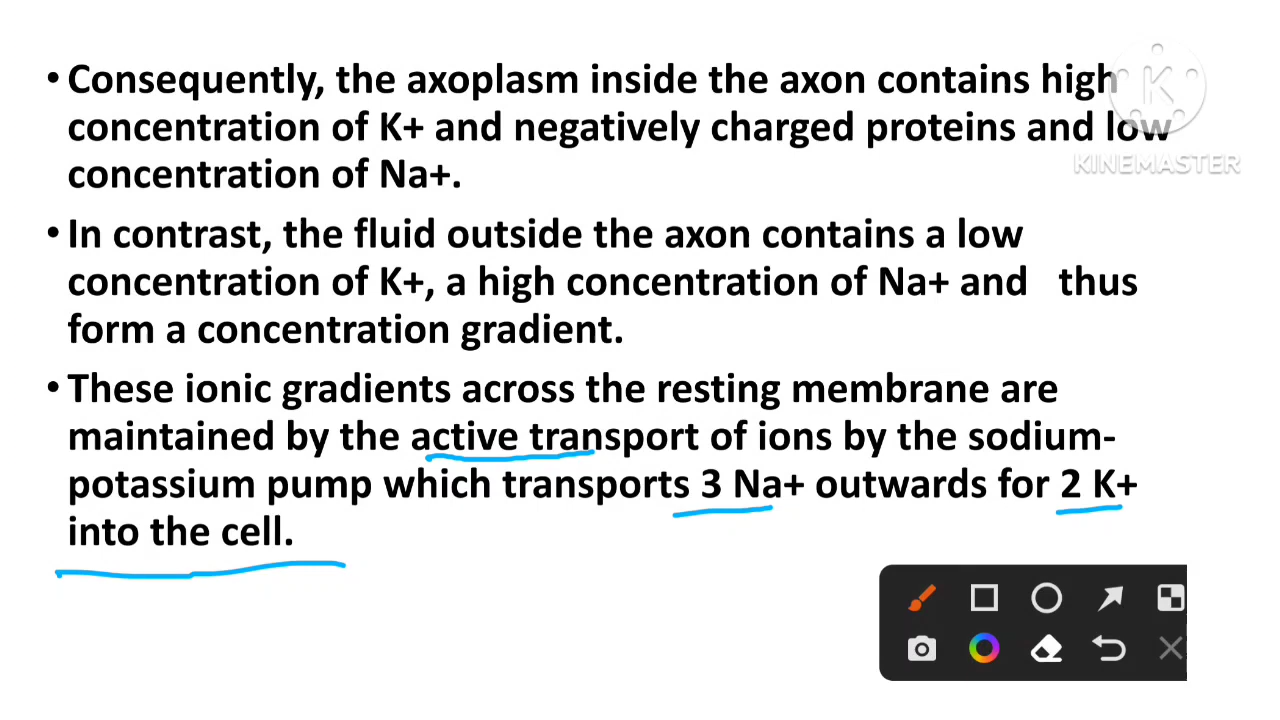 • Consequently, the axoplasm inside the axon contains high
concentration of K+ and negatively charged proteins and low
concentration of Na+.
• In contrast, the fluid outside the axon contains a low
concentration of K+, a high concentration of Na+ and   thus
form a concentration gradient.
• These ionic gradients across the resting membrane are
maintained by the active transport of ions by the sodium-
potassium pump which transports 3 Na+ outwards for 2 K+
into the cell.
K
KINEMASTER